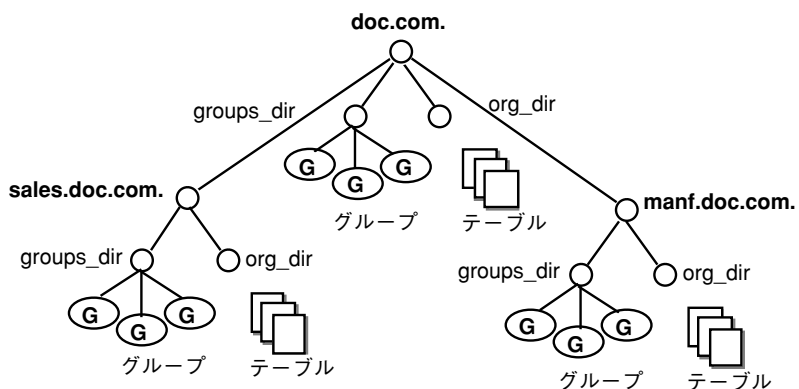 doc.com.
groups_dir
org_dir
G
G
G
グループ
テーブル
sales.doc.com.
manf.doc.com.
groups_dir
org_dir
G
G
G
グループ
テーブル
groups_dir
org_dir
G
G
G
グループ
テーブル